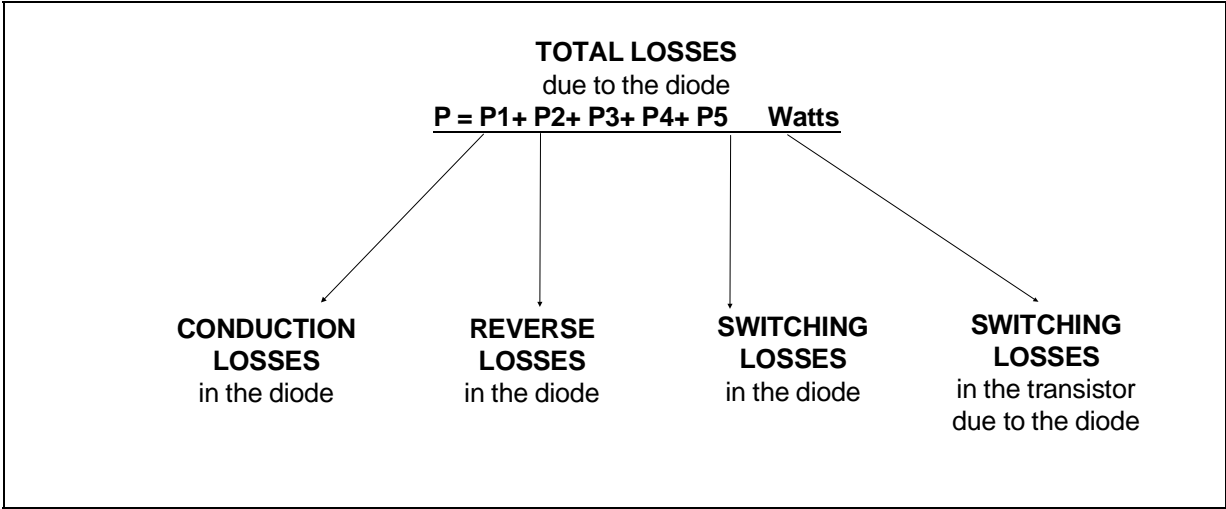 TOTAL LOSSES
due to the diode
P = P1+ P2+ P3+ P4+ P5 Watts
CONDUCTION
LOSSES
in the diode
REVERSE
LOSSES
in the diode
SWITCHING
LOSSES
in the diode
SWITCHING
LOSSES
in the transistor
due to the diode